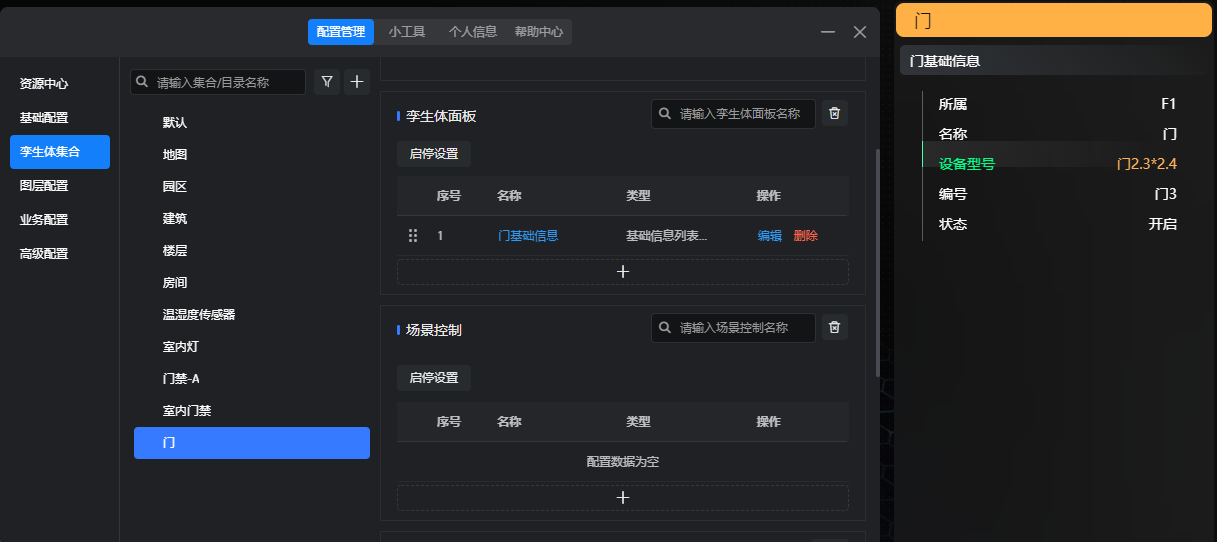 配置管理 小工具 个人信息 帮助中心
资源中心
基础配置
孪生体集合
图层配置
业务配置
高级配置
请输入集合/目录名称
默认
地图
园区
建筑
楼层
房间
温湿度传感器
室内灯
门禁-A
室内门禁
门
孪生体面板
请输入孪生体面板名称
启停设置
序号 名称 类型 操作
1 门基础信息 基础信息列表... 编辑 删除
场景控制
请输入场景控制名称
启停设置
序号 名称 类型 操作
配置数据为空
门
门基础信息
所属 F1
名称 门
设备型号 门2.3*2.4
编号 门3
状态 开启